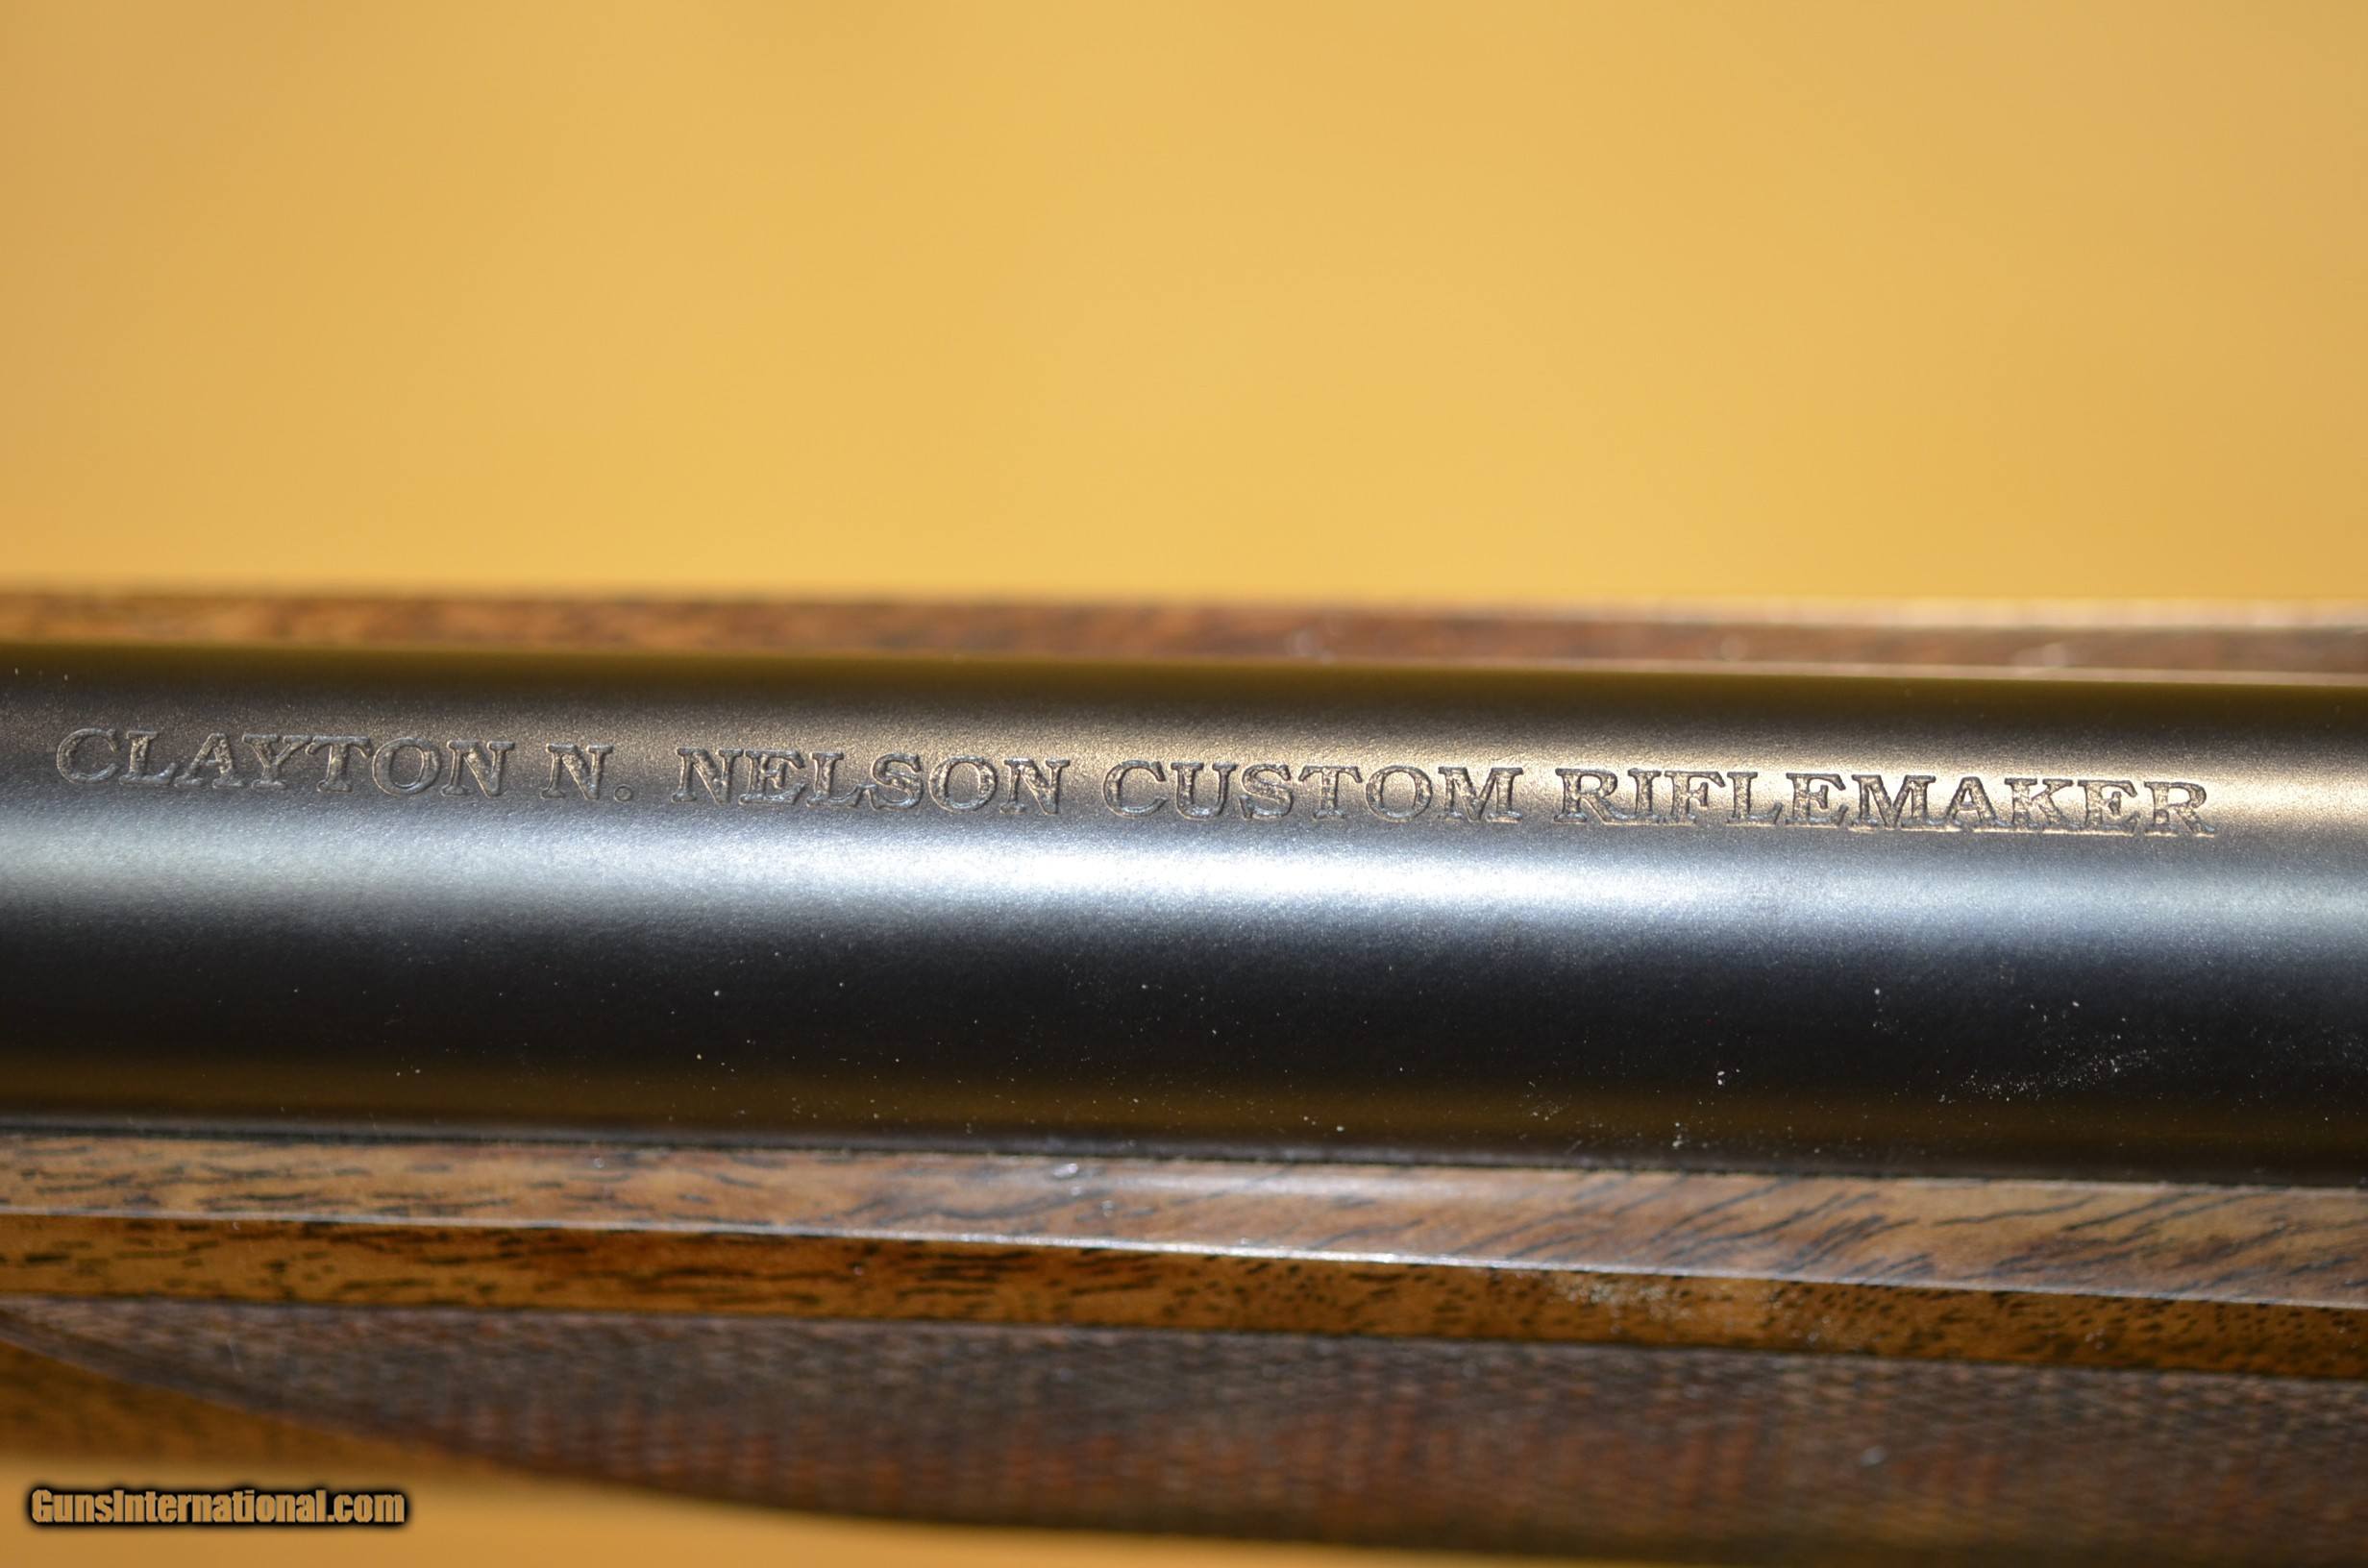 CLAYTON N. NELSON CUSTOM RIFLEMAKER
GunsInternational.com